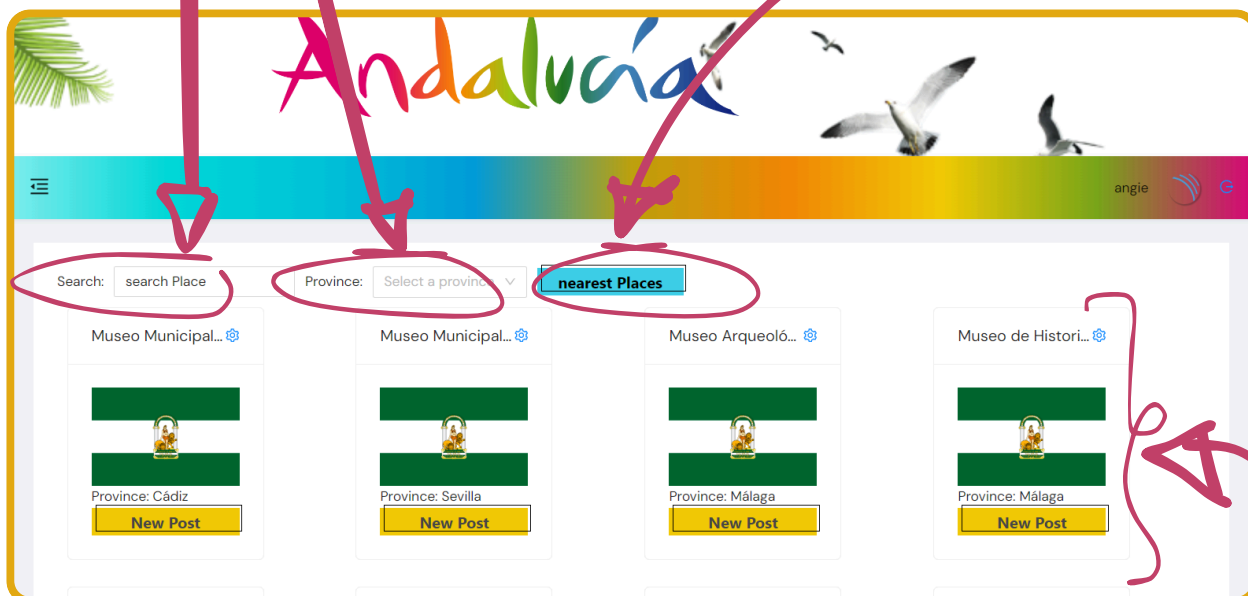 Andalucía
angie
Search: search Place Province: Select a province nearest Places
Museo Municipal... Museo Municipal... Museo Arqueoló... Museo de Histori...
Province: Cádiz Province: Sevilla Province: Málaga Province: Málaga
New Post New Post New Post New Post